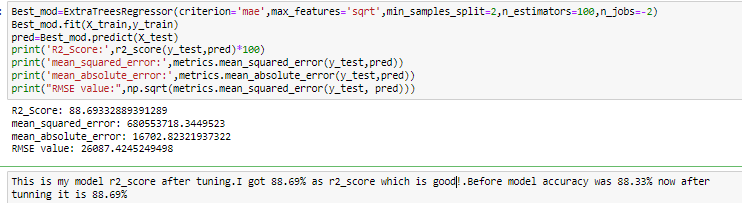 Best_mod=ExtraTreesRegressor(criterion='mae',max_features='sqrt',min_samples_split=2,n_estimators=100,n_jobs=-2)
Best_mod.fit(X_train,y_train)
pred=Best_mod.predict(X_test)
print('R2_Score:',r2_score(y_test,pred)*100)
print('mean_squared_error:',metrics.mean_squared_error(y_test,pred))
print('mean_absolute_error:',metrics.mean_absolute_error(y_test,pred))
print("RMSE value:",np.sqrt(metrics.mean_squared_error(y_test, pred)))
R2_Score: 88.69332889391289
mean_squared_error: 680553718.3449523
mean_absolute_error: 16702.82321937322
RMSE value: 26087.4245249498
This is my model r2_score after tuning.I got 88.69% as r2_score which is good!.Before model accuracy was 88.33% now after
tunning it is 88.69%